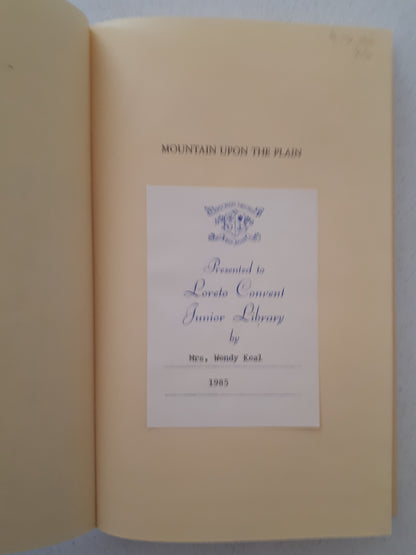 MOUNTAIN UPON THE PLAIN
Presented to
Loreto Convent
Junior Library
by
Mrs, Wendy Keal
1985